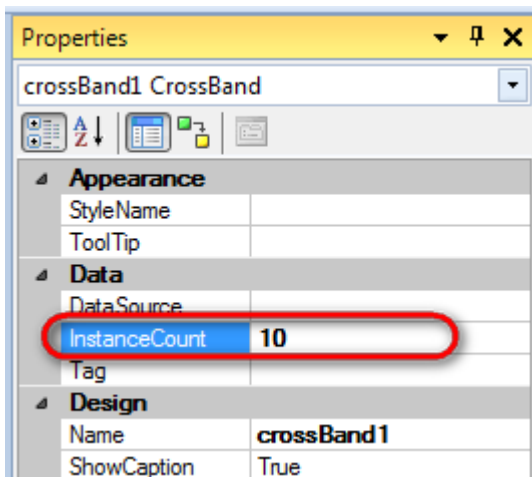 Properties
crossBand1 CrossBand
Appearance
StyleName
ToolTip
Data
DataSource
InstanceCount 10
Tag
Design
Name crossBand1
ShowCaption True